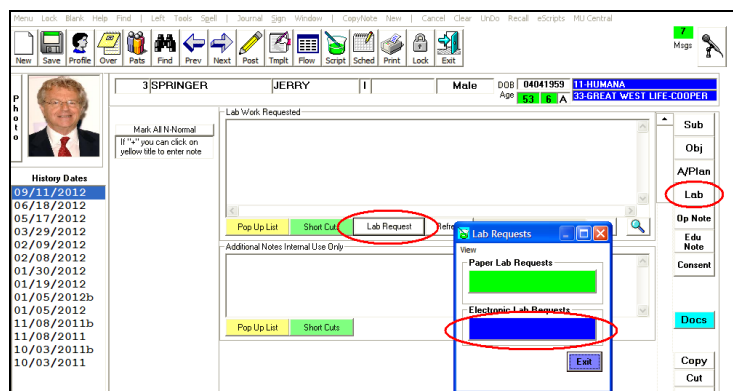 Menu Lock Blank Help Find | Left Tools Spell | Journal Sign Window | CopyNote New | Cancel Clear UnDo Recall eScripts MU Central
7
Msgs
New Save Profile Over Pats Find Prev Next Post Tmplt Flow Script Sched Print Lock Exit
Photo
3 SPRINGER JERRY I Male DOB 04041959 11-HUMANA
Age 53 6 A 33-GREAT WEST LIFE-COOPER
Mark All N-Normal
If "+" you can click on
yellow title to enter note
History Dates
09/11/2012
06/18/2012
05/17/2012
03/29/2012
02/09/2012
02/08/2012
01/30/2012
01/19/2012
01/05/2012b
01/05/2012
11/08/2011b
11/08/2011
10/03/2011b
10/03/2011
Lab Work Requested
Pop Up List Short Cuts Lab Request
Additional Notes Internal Use Only
Pop Up List Short Cuts
Lab Requests
View
Paper Lab Requests
Electronic Lab Requests
Exit
Sub
Obj
A/Plan
Lab
Op Note
Edu
Note
Consent
Docs
Copy
Cut